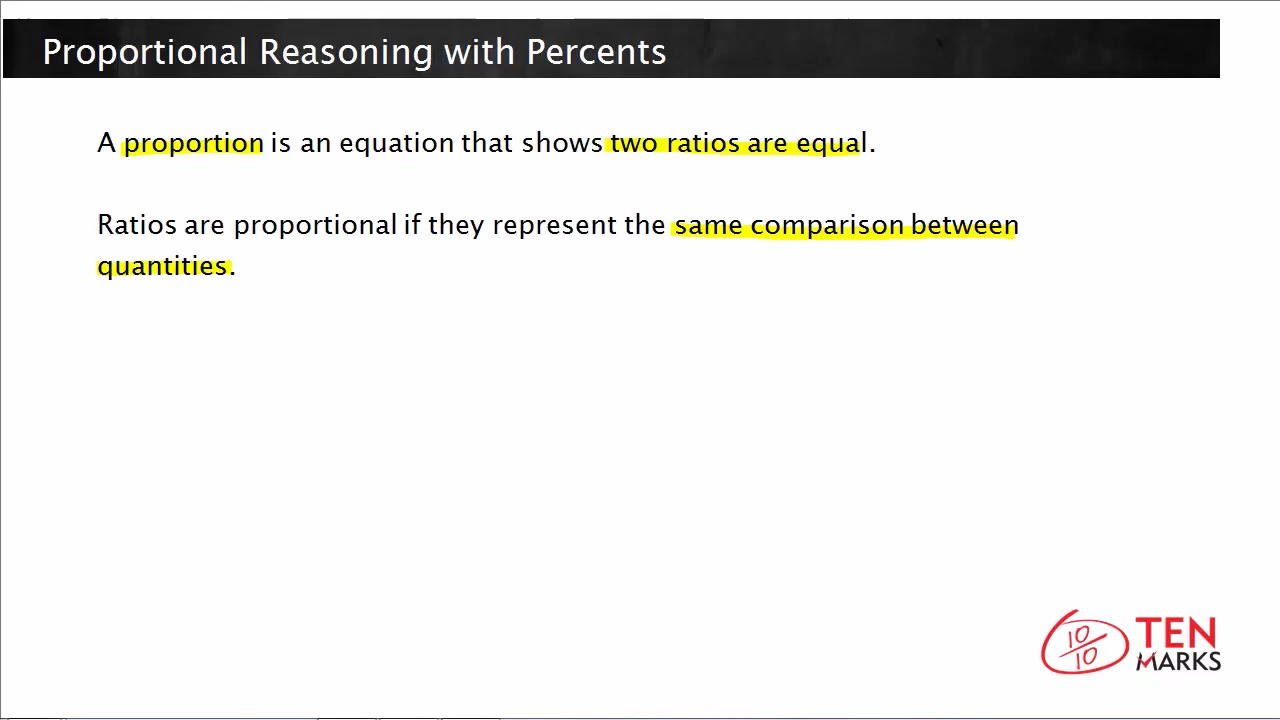 Proportional Reasoning with Percents
A proportion is an equation that shows two ratios are equal.
Ratios are proportional if they represent the same comparison between
quantities.
10
10
TEN
MARKS